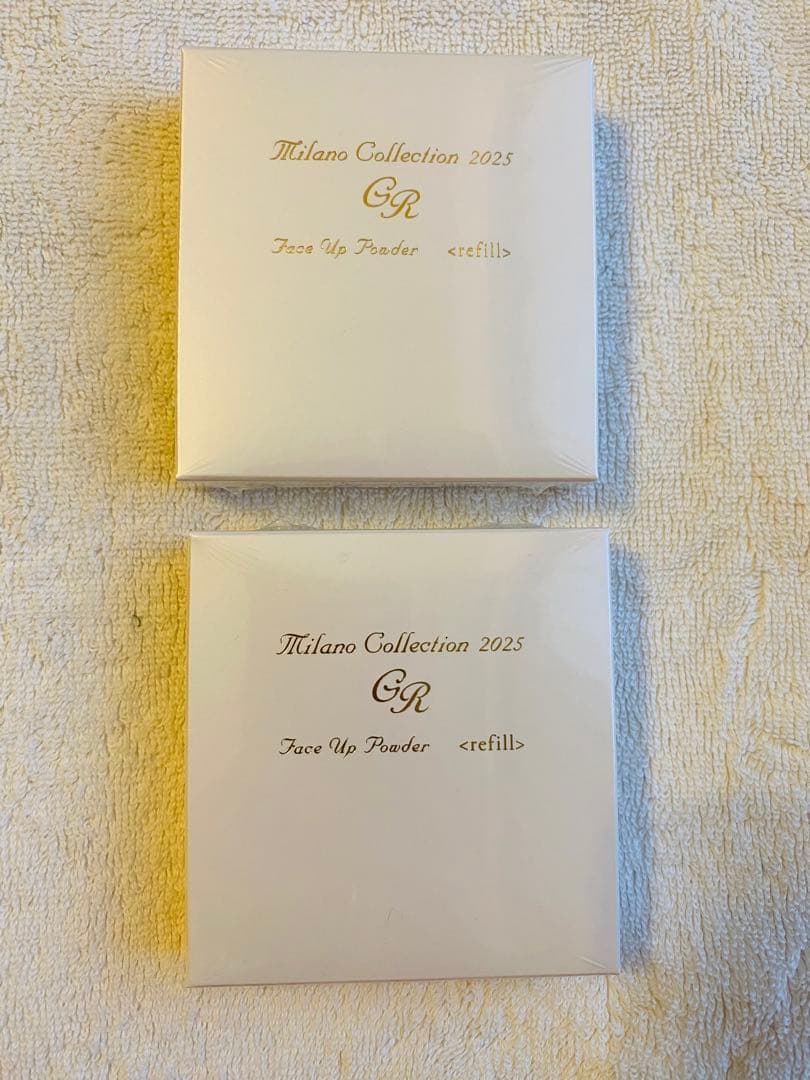 Milano Collection 2025
GR
Face Up Powder <refill>
Milano Collection 2025
GR
Face Up Powder <refill>